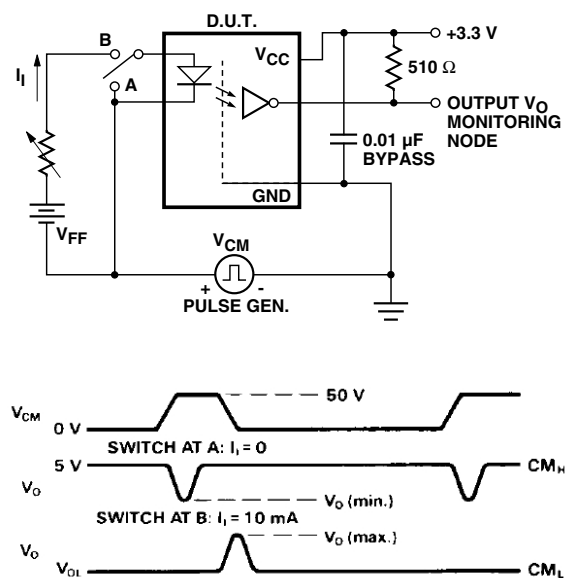 D.U.T.
B
A
I_I
V_CC
+3.3 V
510 Ω
OUTPUT V_O
MONITORING
NODE
0.01 µF
BYPASS
GND
V_FF
V_CM
+ -
PULSE GEN.
V_CM
50 V
0 V
SWITCH AT A: I_I = 0
5 V
CM_H
V_O
V_O (min.)
SWITCH AT B: I_I = 10 mA
V_O (max.)
V_O
V_OL
CM_L